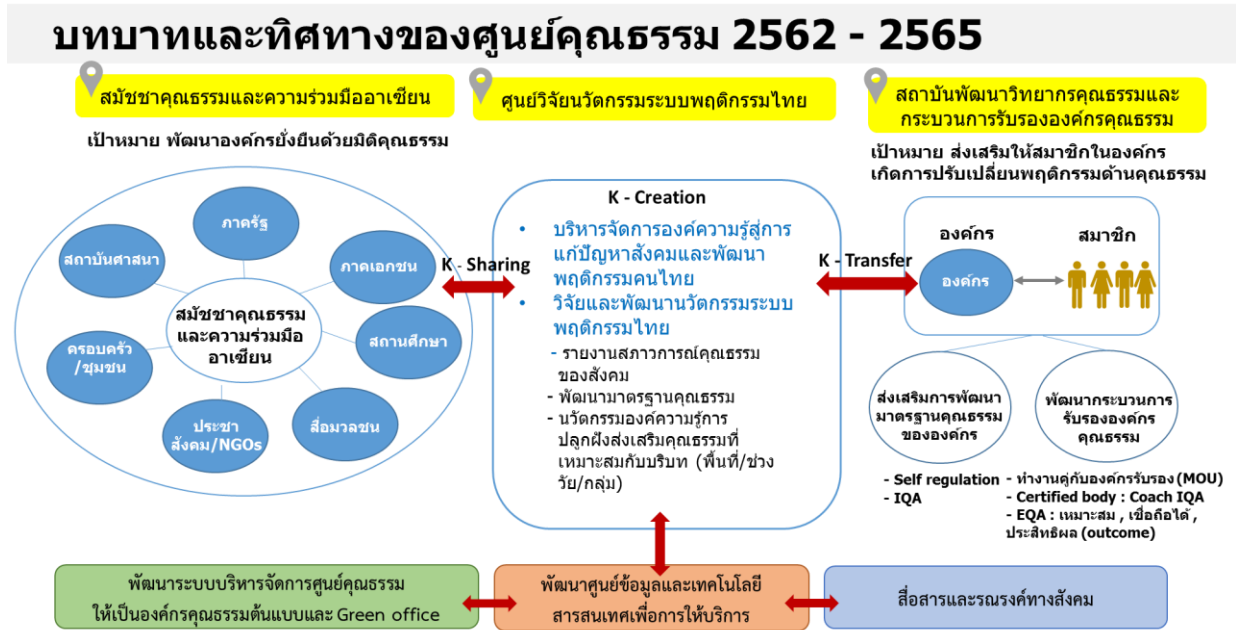 บทบาทและทิศทางของศูนย์คุณธรรม 2562 - 2565
สมัชชาคุณธรรมและความร่วมมืออาเซียน
เป้าหมาย พัฒนาองค์กรยั่งยืนด้วยมิติคุณธรรม
ภาครัฐ
สถาบันศาสนา
ภาคเอกชน
สมัชชาคุณธรรม
และความร่วมมือ
อาเซียน
สถานศึกษา
ครอบครัว
/ชุมชน
ประชา
สังคม/NGOs
สื่อมวลชน
K - Sharing
ศูนย์วิจัยนวัตกรรมระบบพฤติกรรมไทย
K - Creation
• บริหารจัดการองค์ความรู้สู่การ
แก้ปัญหาสังคมและพัฒนา
พฤติกรรมคนไทย
• วิจัยและพัฒนานวัตกรรมระบบ
พฤติกรรมไทย
- รายงานสภาวการณ์คุณธรรม
ของสังคม
- พัฒนามาตรฐานคุณธรรม
- นวัตกรรมองค์ความรู้การ
ปลูกฝังส่งเสริมคุณธรรมที่
เหมาะสมกับบริบท (พื้นที่/ช่วง
วัย/กลุ่ม)
K - Transfer
สถาบันพัฒนาวิทยากรคุณธรรมและ
กระบวนการรับรององค์กรคุณธรรม
เป้าหมาย ส่งเสริมให้สมาชิกในองค์กร
เกิดการปรับเปลี่ยนพฤติกรรมด้านคุณธรรม
องค์กร
สมาชิก
องค์กร
ส่งเสริมการพัฒนา
มาตรฐานคุณธรรม
ขององค์กร
- Self regulation
- IQA
พัฒนากระบวนการ
รับรององค์กร
คุณธรรม
- ทำงานคู่กับองค์กรรับรอง (MOU)
- Certified body : Coach IQA
- EQA : เหมาะสม , เชื่อถือได้ ,
ประสิทธิผล (outcome)
พัฒนาระบบบริหารจัดการศูนย์คุณธรรม
ให้เป็นองค์กรคุณธรรมต้นแบบและ Green office
พัฒนาศูนย์ข้อมูลและเทคโนโลยี
สารสนเทศเพื่อการให้บริการ
สื่อสารและรณรงค์ทางสังคม